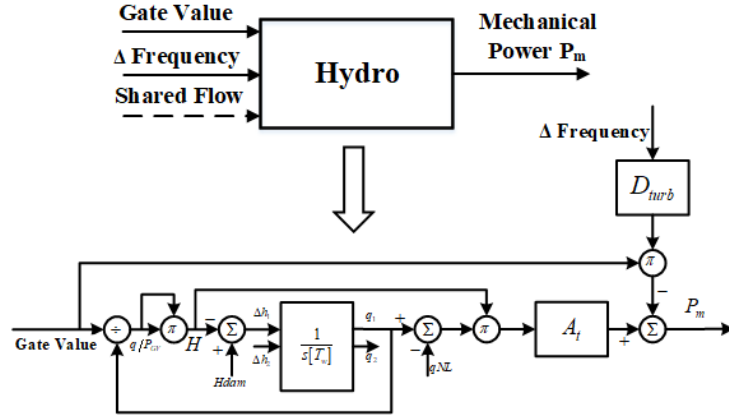 Gate Value
Δ Frequency
Shared Flow
Hydro
Mechanical
Power Pm
Δ Frequency
Dturb
π
−
Gate Value
÷
q/PGV
π
H
−
+
Σ
Hdam
Δh1
Δh2
1
s[Tw]
q1
q2
+
−
Σ
qNL
π
At
+
Σ
Pm